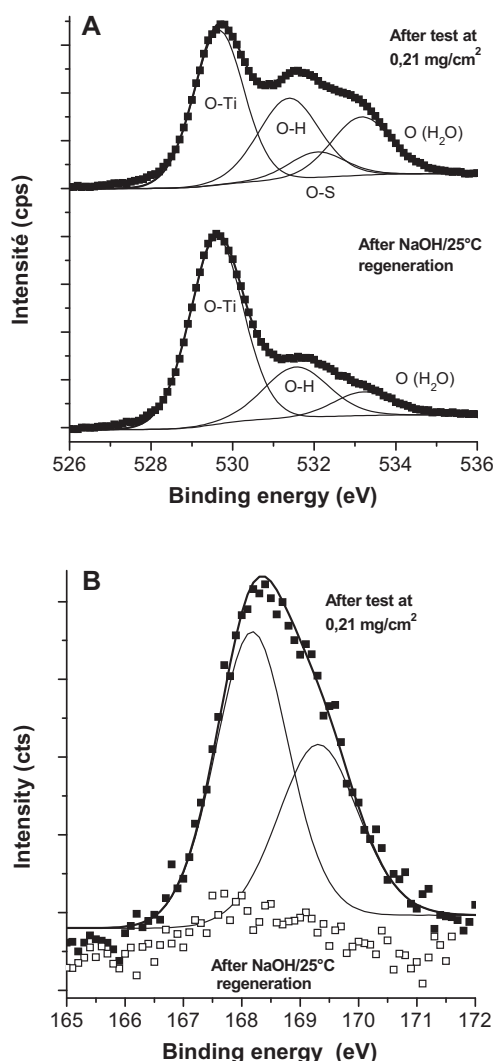 A
After test at
0,21 mg/cm²
O-Ti
O-H
O (H₂O)
O-S
After NaOH/25°C
regeneration
O-Ti
O-H
O (H₂O)
Intensité (cps)
526 528 530 532 534 536
Binding energy (eV)
B
After test at
0,21 mg/cm²
After NaOH/25°C
regeneration
Intensity (cts)
165 166 167 168 169 170 171 172
Binding energy (eV)